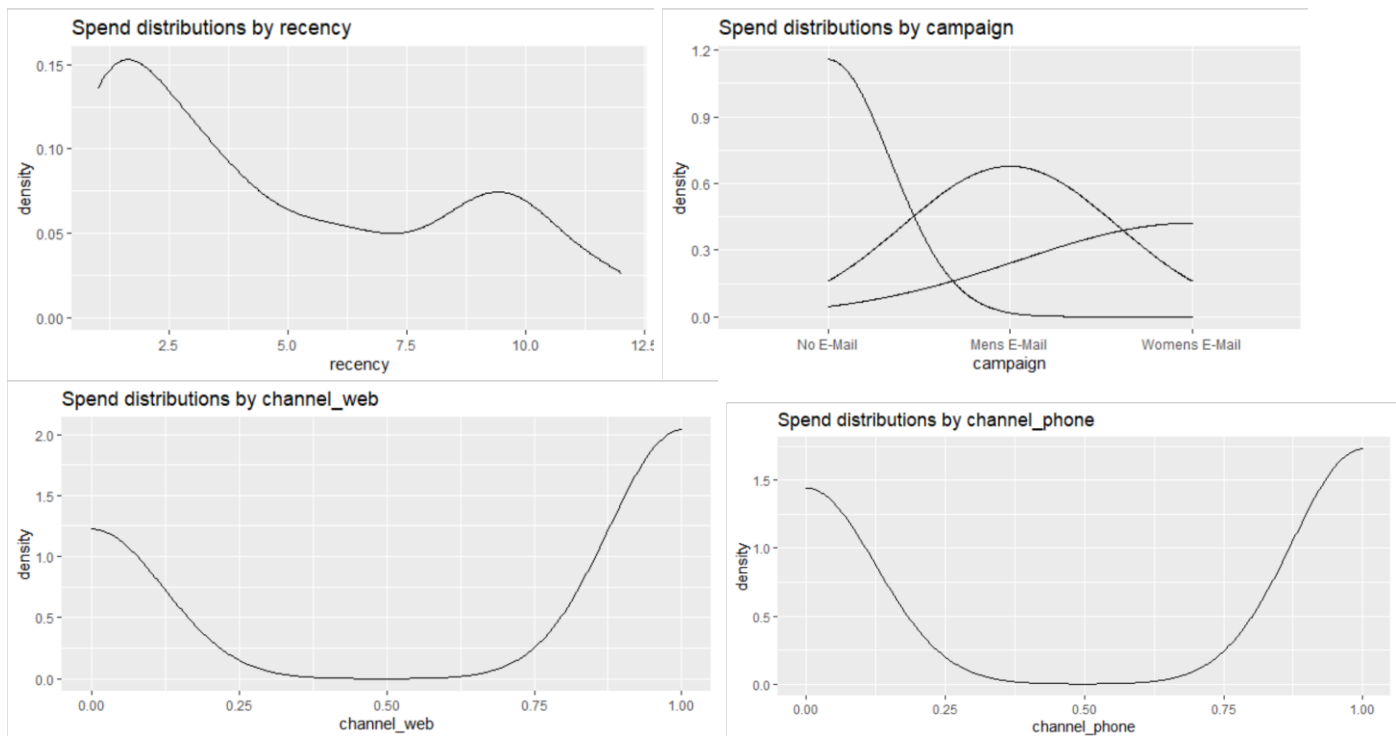 Spend distributions by recency
0.15
0.10
0.05
0.00
density
2.5 5.0 7.5 10.0 12.5
recency
Spend distributions by campaign
1.2
0.9
0.6
0.3
0.0
density
No E-Mail Mens E-Mail Womens E-Mail
campaign
Spend distributions by channel_web
2.0
1.5
1.0
0.5
0.0
density
0.00 0.25 0.50 0.75 1.00
channel_web
Spend distributions by channel_phone
1.5
1.0
0.5
0.0
density
0.00 0.25 0.50 0.75 1.00
channel_phone